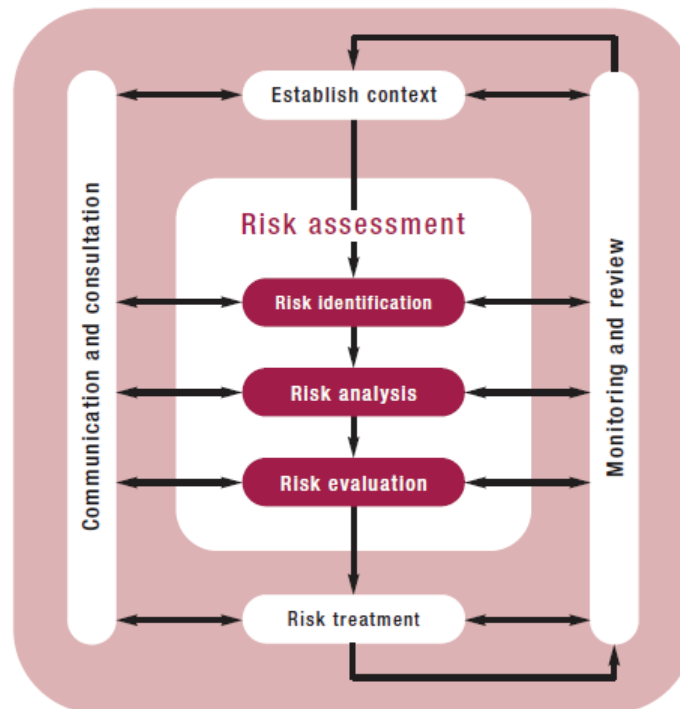 Establish context
Communication and consultation
Risk assessment
Risk identification
Risk analysis
Risk evaluation
Risk treatment
Monitoring and review